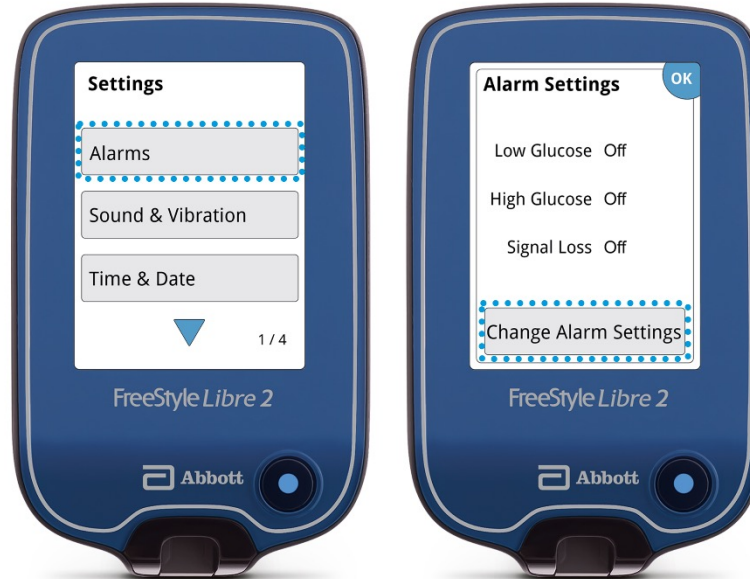 Settings
Alarms
Sound & Vibration
Time & Date
1 / 4
FreeStyle Libre 2
Abbott
Alarm Settings
OK
Low Glucose Off
High Glucose Off
Signal Loss Off
Change Alarm Settings
FreeStyle Libre 2
Abbott